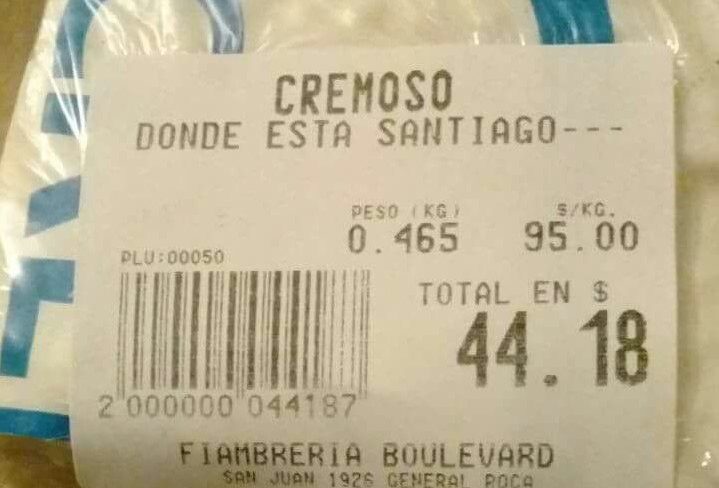 CREMOSO
DONDE ESTA SANTIAGO---
PESO (KG) $/KG.
0.465 95.00
PLU:00050
TOTAL EN $
44.18
2 000000 044187
FIAMBRERIA BOULEVARD
SAN JUAN 1926 GENERAL ROCA